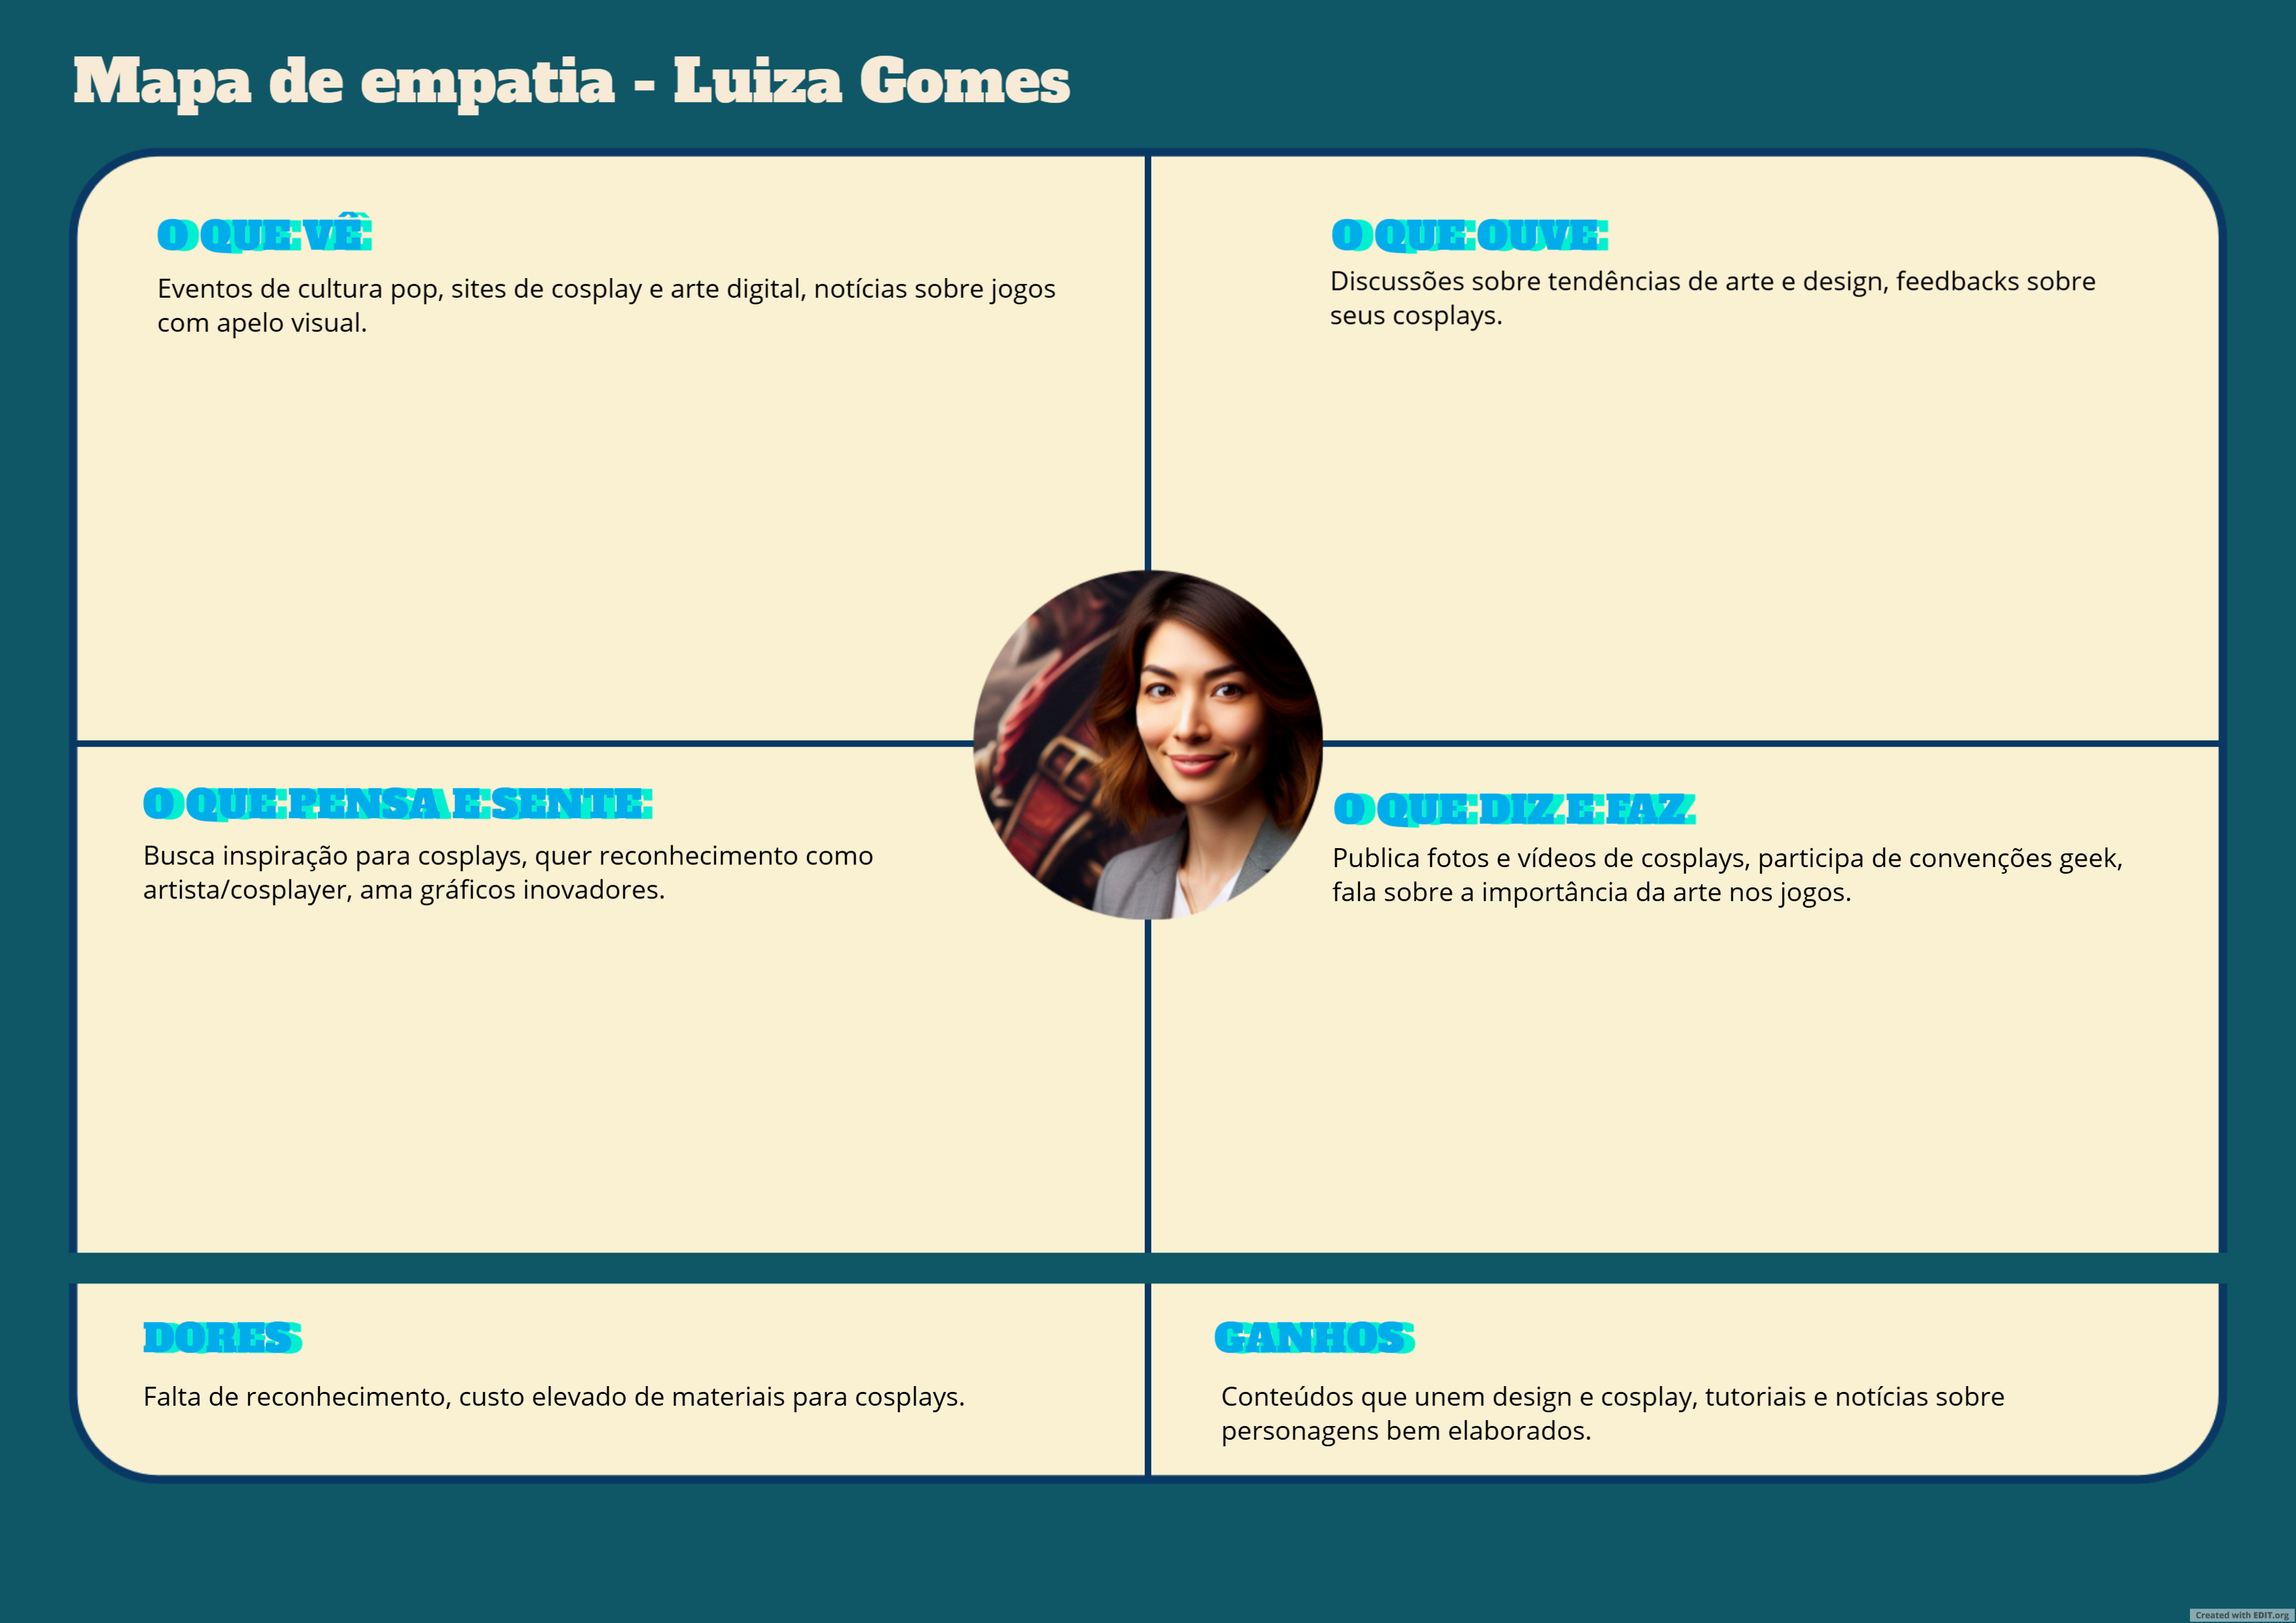 Mapa de empatia - Luiza Gomes
O QUE VÊ
Eventos de cultura pop, sites de cosplay e arte digital, notícias sobre jogos
com apelo visual.
O QUE OUVE
Discussões sobre tendências de arte e design, feedbacks sobre
seus cosplays.
O QUE PENSA E SENTE
Busca inspiração para cosplays, quer reconhecimento como
artista/cosplayer, ama gráficos inovadores.
O QUE DIZ E FAZ
Publica fotos e vídeos de cosplays, participa de convenções geek,
fala sobre a importância da arte nos jogos.
DORES
Falta de reconhecimento, custo elevado de materiais para cosplays.
GANHOS
Conteúdos que unem design e cosplay, tutoriais e notícias sobre
personagens bem elaborados.
Created with EDIT.org